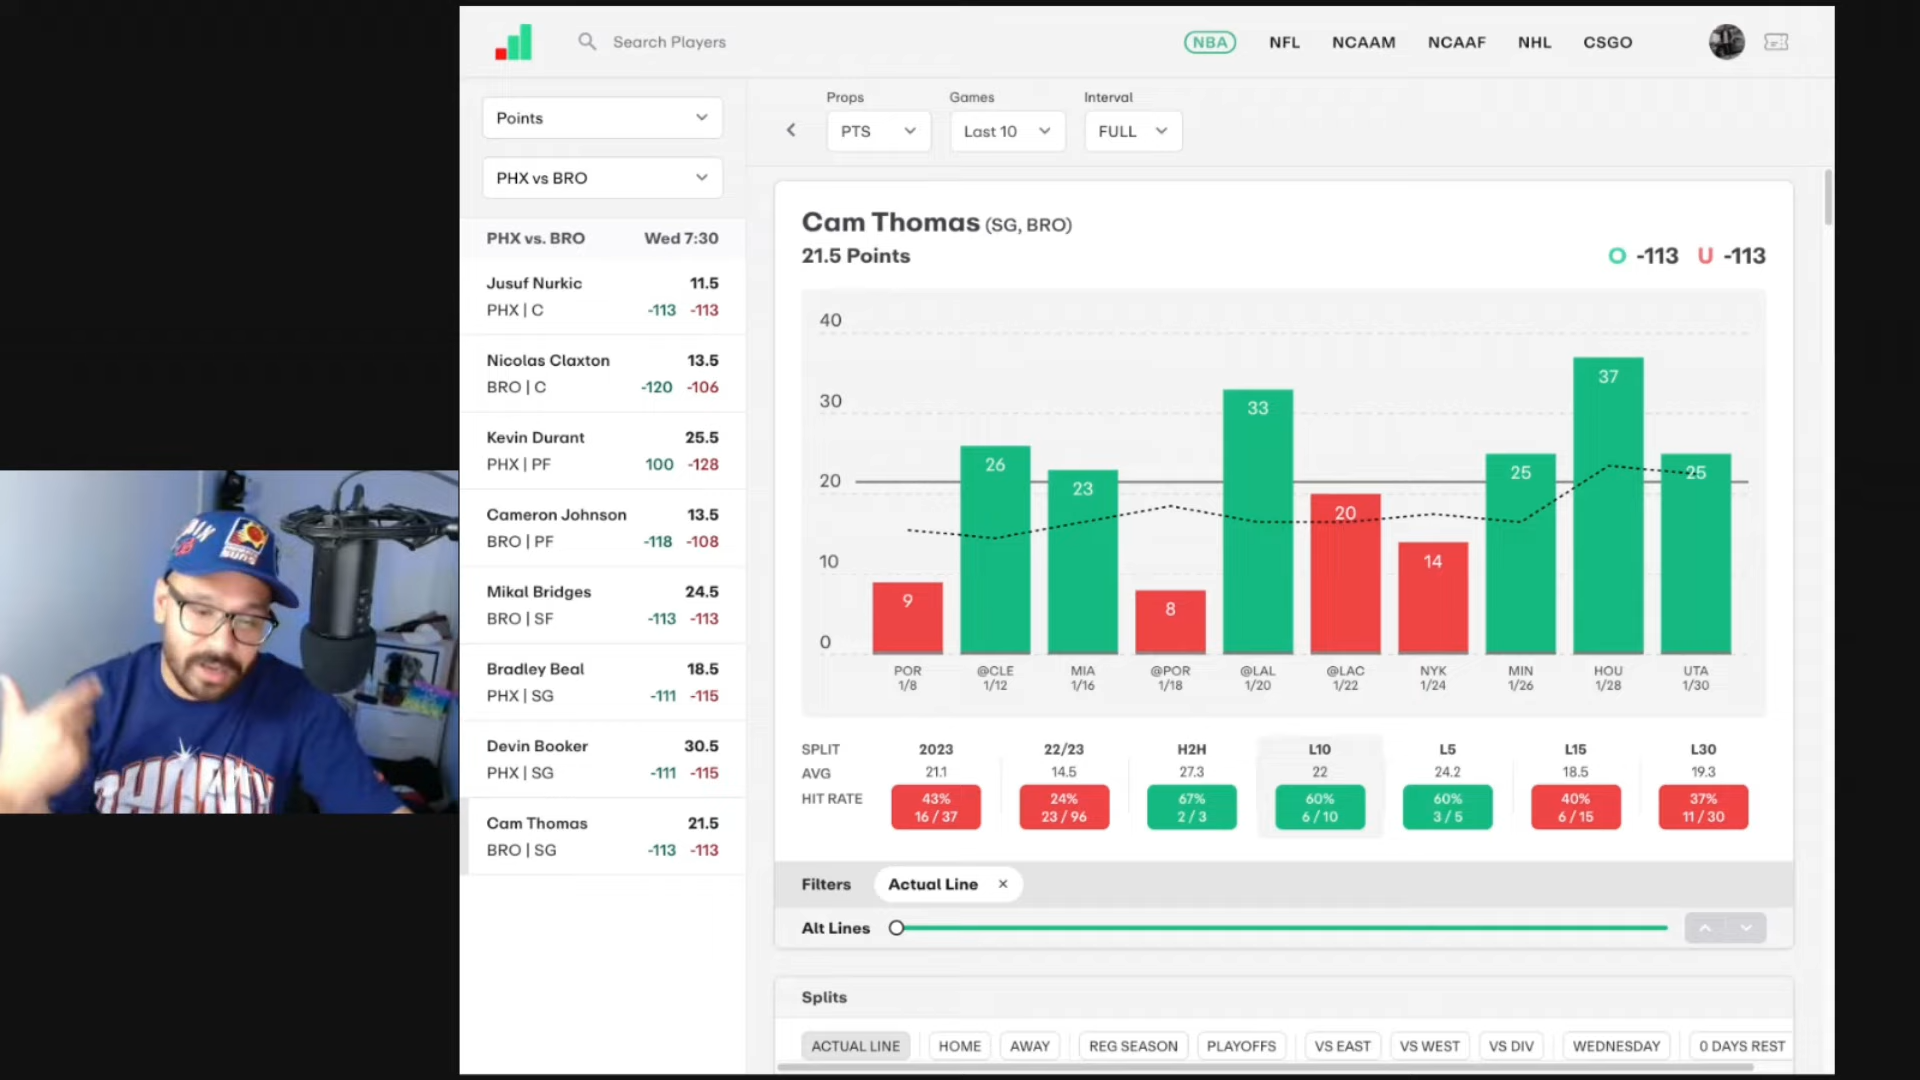 Search Players
NBA
NFL
NCAAM
NCAAF
NHL
CSGO
Points
PHX vs BRO
Props
Games
Interval
PTS
Last 10
FULL
PHX vs. BRO Wed 7:30
Jusuf Nurkic 11.5
PHX | C -113 -113
Nicolas Claxton 13.5
BRO | C -120 -106
Kevin Durant 25.5
PHX | PF 100 -128
Cameron Johnson 13.5
BRO | PF -118 -108
Mikal Bridges 24.5
BRO | SF -113 -113
Bradley Beal 18.5
PHX | SG -111 -115
Devin Booker 30.5
PHX | SG -111 -115
Cam Thomas 21.5
BRO | SG -113 -113
Cam Thomas (SG, BRO)
21.5 Points
O -113 U -113
40
30
20
10
0
9
26
23
8
33
20
14
25
37
25
POR
1/8
@CLE
1/12
MIA
1/16
@POR
1/18
@LAL
1/20
@LAC
1/22
NYK
1/24
MIN
1/26
HOU
1/28
UTA
1/30
SPLIT 2023 22/23 H2H L10 L5 L15 L30
AVG 21.1 14.5 27.3 22 24.2 18.5 19.3
HIT RATE 43% 24% 67% 60% 60% 40% 37%
16 / 37 23 / 96 2 / 3 6 / 10 3 / 5 6 / 15 11 / 30
Filters Actual Line ×
Alt Lines
Splits
ACTUAL LINE HOME AWAY REG SEASON PLAYOFFS VS EAST VS WEST VS DIV WEDNESDAY 0 DAYS REST
SUNS